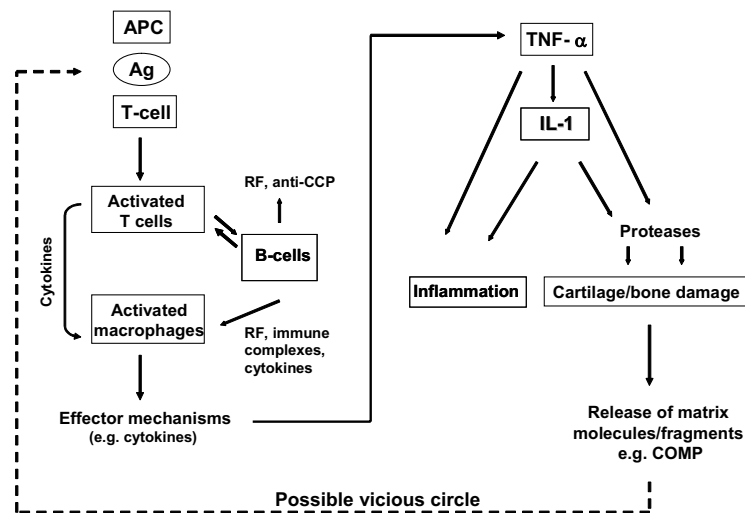 APC
Ag
T-cell
Activated
T cells
Cytokines
RF, anti-CCP
B-cells
Activated
macrophages
RF, immune
complexes,
cytokines
Effector mechanisms
(e.g. cytokines)
TNF- α
IL-1
Proteases
Inflammation
Cartilage/bone damage
Release of matrix
molecules/fragments
e.g. COMP
Possible vicious circle